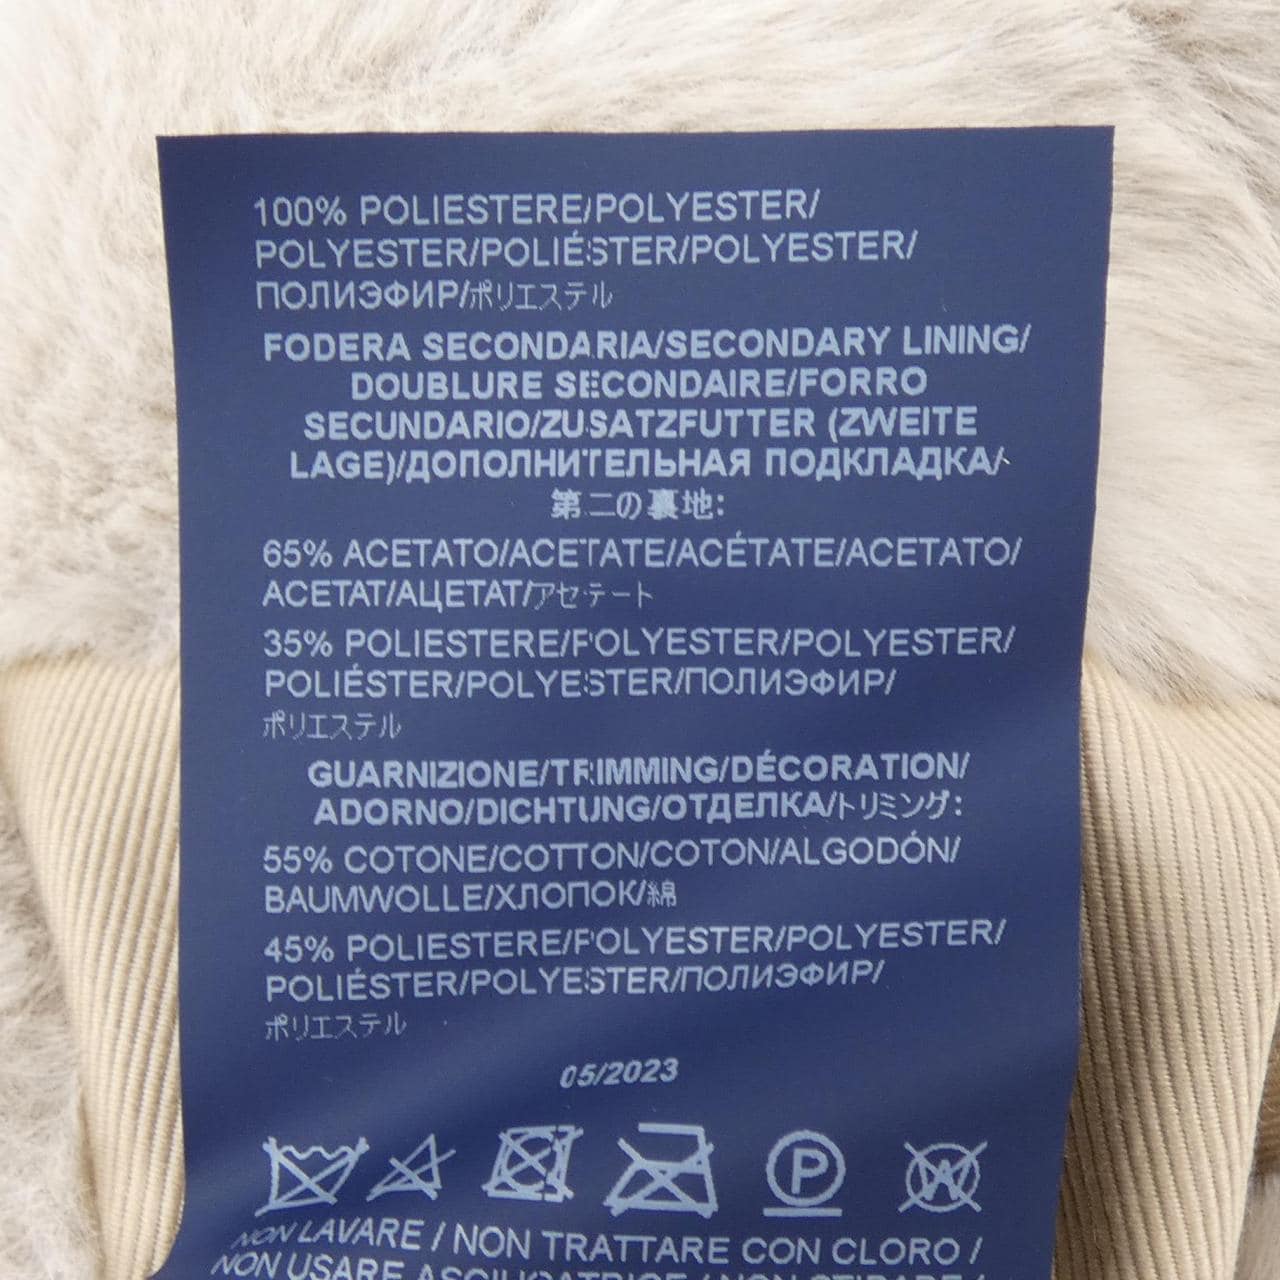 100% POLIESTERE/POLYESTER/
POLYESTER/POLIÉSTER/POLYESTER/
ПОЛИЭФИР/ポリエステル
FODERA SECONDARIA/SECONDARY LINING/
DOUBLURE SECONDAIRE/FORRO
SECUNDARIO/ZUSATZFUTTER (ZWEITE
LAGE)/ДОПОЛНИТЕЛЬНАЯ ПОДКЛАДКА/
第二の裏地:
65% ACETATO/ACETATE/ACÉTATE/ACETATO/
ACETAT/АЦЕТАТ/アセテート
35% POLIESTERE/POLYESTER/POLYESTER/
POLIÉSTER/POLYESTER/ПОЛИЭФИР/
ポリエステル
GUARNIZIONE/TRIMMING/DÉCORATION/
ADORNO/DICHTUNG/ОТДЕЛКА/トリミング:
55% COTONE/COTTON/COTON/ALGODÓN/
BAUMWOLLE/ХЛОПОК/綿
45% POLIESTERE/POLYESTER/POLYESTER/
POLIÉSTER/POLYESTER/ПОЛИЭФИР/
ポリエステル
05/2023
P W
NON LAVARE / NON TRATTARE CON CLORO /
NON USARE ASCIUGATRICE / NON STIRARE /